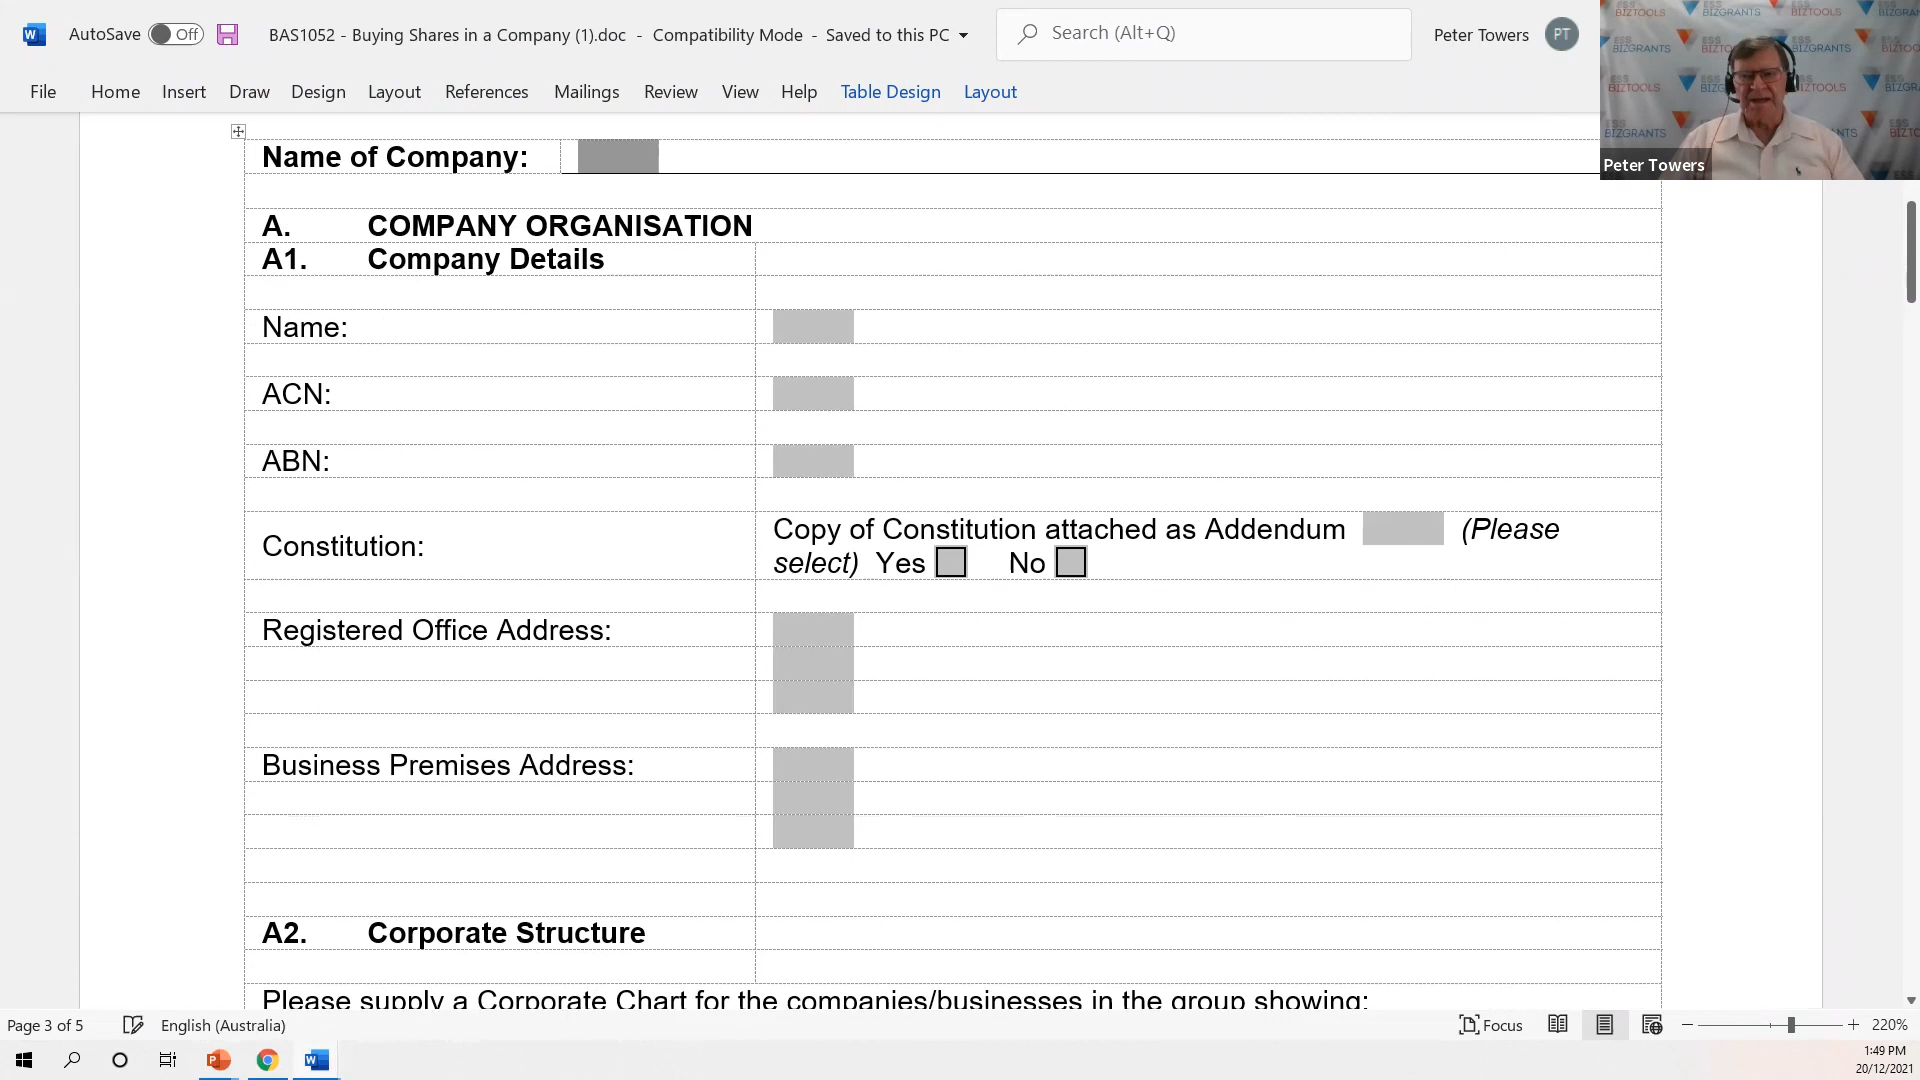 AutoSave Off BAS1052 - Buying Shares in a Company (1).doc - Compatibility Mode - Saved to this PC Search (Alt+Q) Peter Towers PT
File Home Insert Draw Design Layout References Mailings Review View Help Table Design Layout
ESS BIZTOOLS
ESS BIZGRANTS
Peter Towers
Name of Company:
A. COMPANY ORGANISATION
A1. Company Details
Name:
ACN:
ABN:
Constitution: Copy of Constitution attached as Addendum (Please
select) Yes No
Registered Office Address:
Business Premises Address:
A2. Corporate Structure
Please supply a Corporate Chart for the companies/businesses in the group showing:
Page 3 of 5 English (Australia) Focus 220%
1:49 PM
20/12/2021